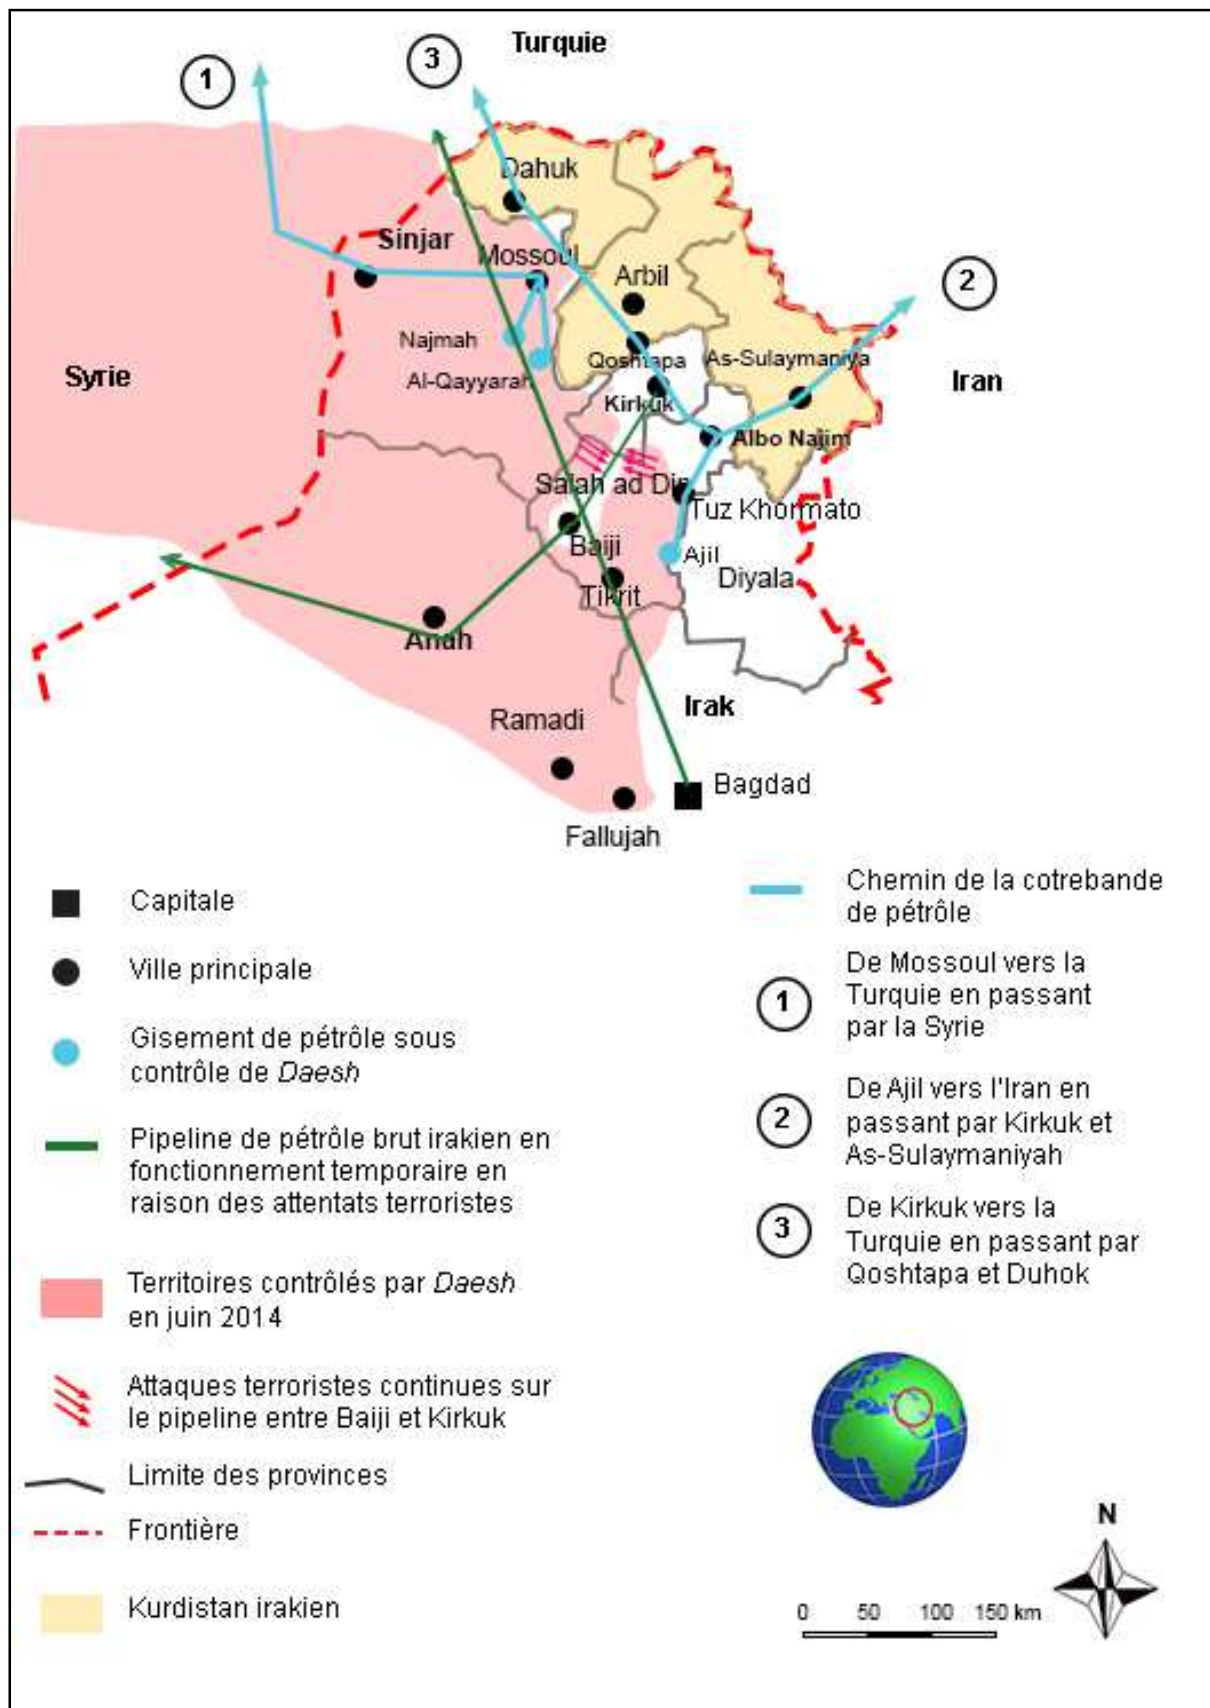 Turquie
3
1
Dahuk
Sinjar
Mossoul
Arbil
2
Najmah
Qoshtapa
As-Sulaymaniya
Syrie
Al-Qayyarah
Iran
Kirkuk
Albo Najim
Salah ad Din
Tuz Khormato
Baiji
Ajil
Diyala
Tikrit
Anah
Irak
Ramadi
Bagdad
Fallujah
Capitale
Ville principale
Gisement de pétrôle sous
contrôle de Daesh
Pipeline de pétrôle brut irakien en
fonctionnement temporaire en
raison des attentats terroristes
Territoires contrôlés par Daesh
en juin 2014
Attaques terroristes continues sur
le pipeline entre Baiji et Kirkuk
Limite des provinces
Frontière
Kurdistan irakien
Chemin de la cotrebande
de pétrôle
1
De Mossoul vers la
Turquie en passant
par la Syrie
2
De Ajil vers l'Iran en
passant par Kirkuk et
As-Sulaymaniyah
3
De Kirkuk vers la
Turquie en passant par
Qoshtapa et Duhok
N
0 50 100 150 km